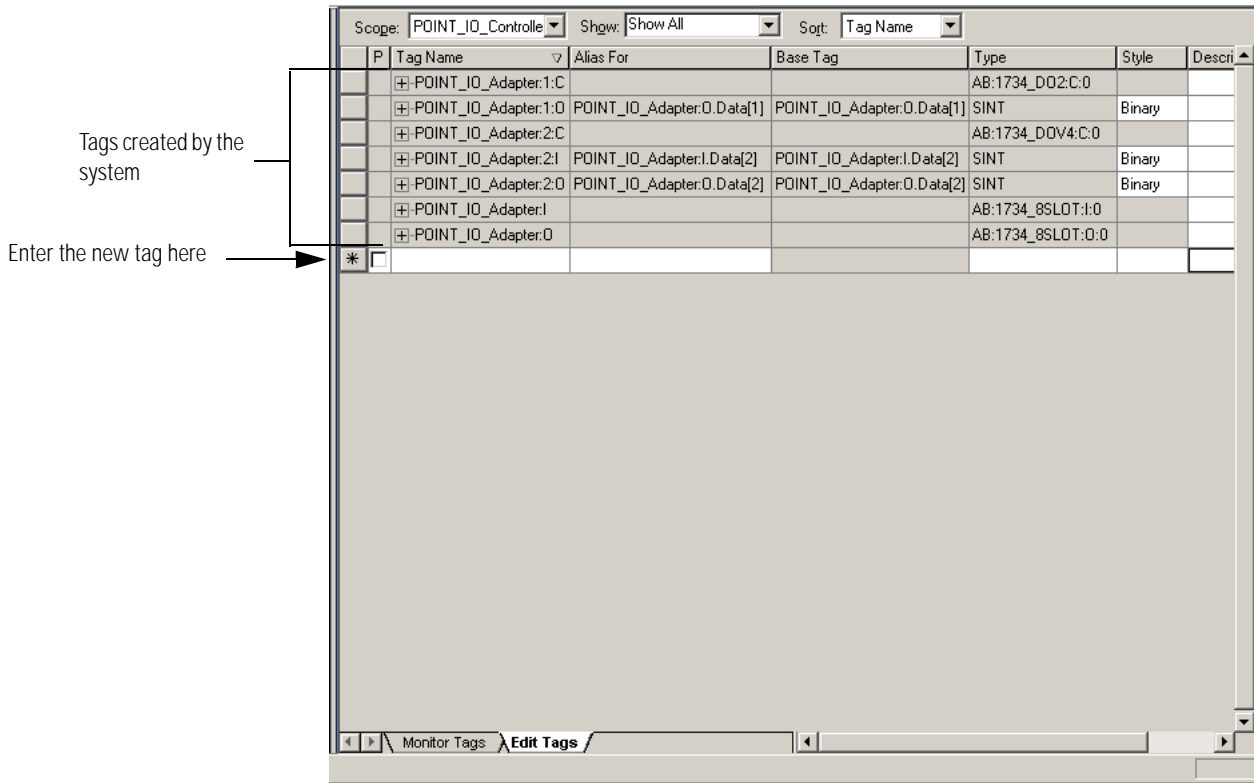 Scope: POINT_IO_Controlle Show: Show All Sort: Tag Name
P Tag Name Alias For Base Tag Type Style Descri
POINT_IO_Adapter:1:C AB:1734_DO2:C:0
POINT_IO_Adapter:1:O POINT_IO_Adapter:O.Data[1] POINT_IO_Adapter:O.Data[1] SINT Binary
POINT_IO_Adapter:2:C AB:1734_DOV4:C:0
POINT_IO_Adapter:2:I POINT_IO_Adapter:I.Data[2] POINT_IO_Adapter:I.Data[2] SINT Binary
POINT_IO_Adapter:2:O POINT_IO_Adapter:O.Data[2] POINT_IO_Adapter:O.Data[2] SINT Binary
POINT_IO_Adapter:I AB:1734_8SLOT:I:0
POINT_IO_Adapter:O AB:1734_8SLOT:O:0
Tags created by the
system
Enter the new tag here
Monitor Tags Edit Tags